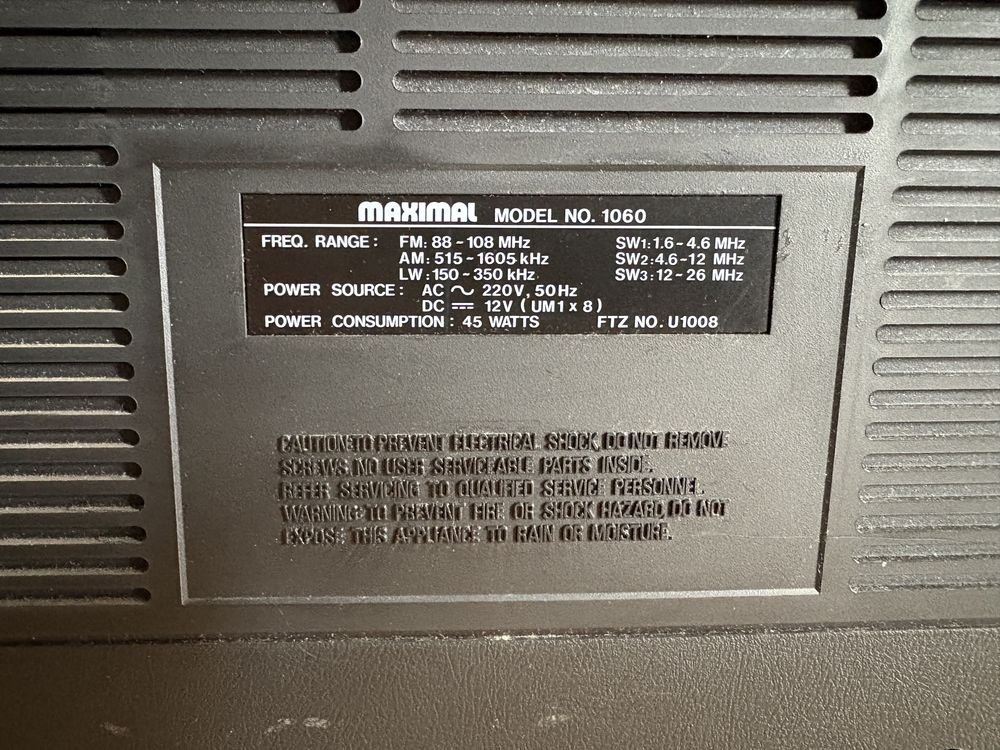 MAXIMAL MODEL NO. 1060
FREQ. RANGE: FM: 88 ~ 108 MHz SW1: 1.6 ~ 4.6 MHz
AM: 515 ~ 1605 kHz SW2: 4.6 ~ 12 MHz
LW: 150 ~ 350 kHz SW3: 12 ~ 26 MHz
POWER SOURCE: AC ~ 220V, 50Hz
DC ⎓ 12V (UM1 x 8)
POWER CONSUMPTION: 45 WATTS FTZ NO. U1008
CAUTION:TO PREVENT ELECTRICAL SHOCK, DO NOT REMOVE
SCREWS. NO USER SERVICEABLE PARTS INSIDE.
REFER SERVICING TO QUALIFIED SERVICE PERSONNEL.
WARNING: TO PREVENT FIRE OR SHOCK HAZARD, DO NOT
EXPOSE THIS APPLIANCE TO RAIN OR MOISTURE.